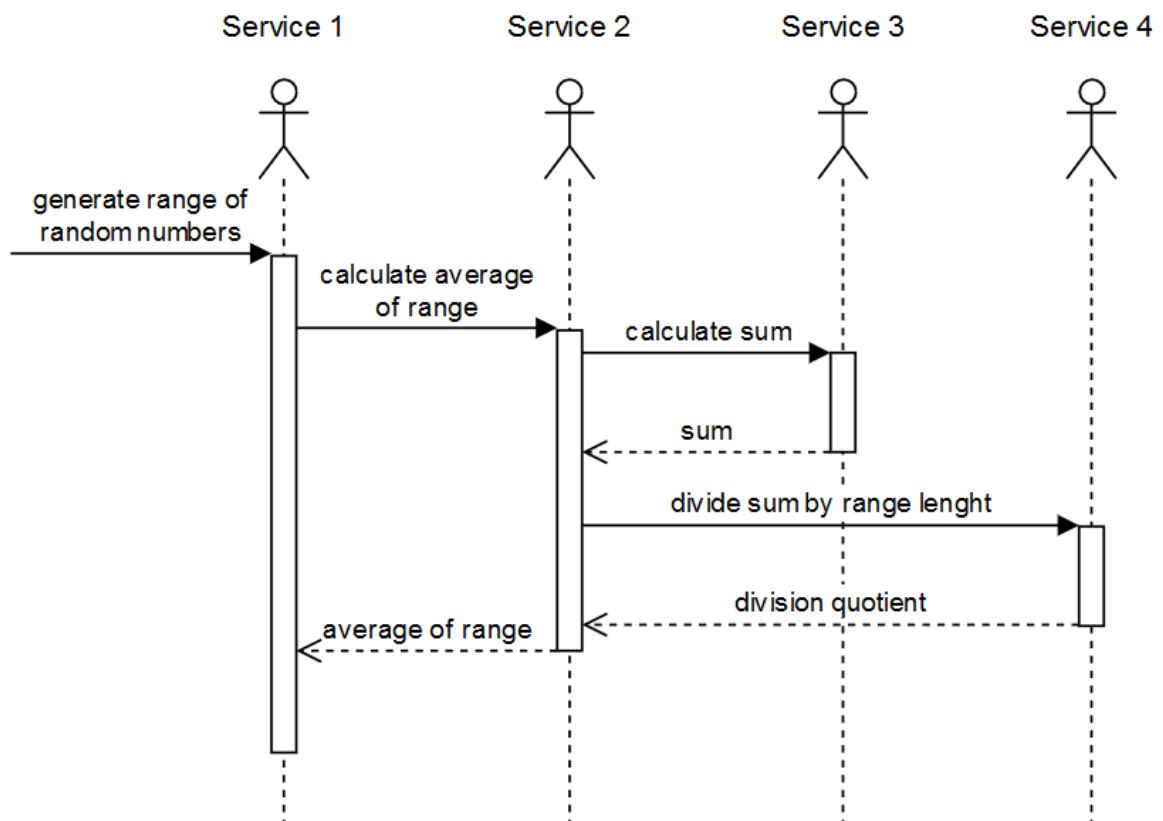 Service 1
Service 2
Service 3
Service 4
generate range of
random numbers
calculate average
of range
calculate sum
sum
divide sum by range lenght
division quotient
average of range